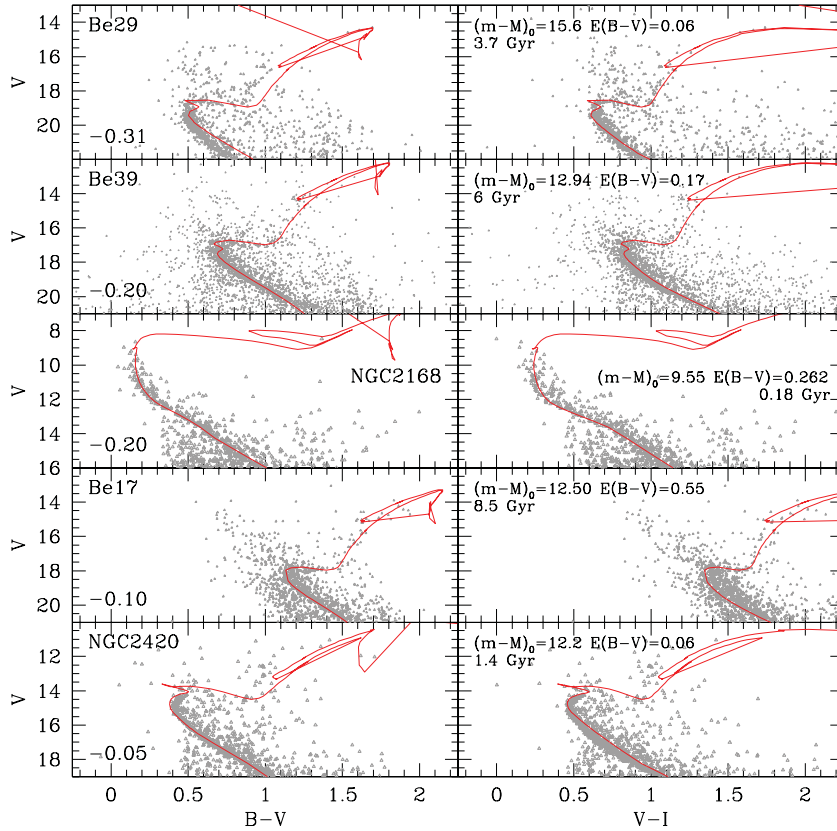 Be29
(m−M)₀=15.6 E(B−V)=0.06
3.7 Gyr
V
14
16
18
20
−0.31
Be39
(m−M)₀=12.94 E(B−V)=0.17
6 Gyr
V
14
16
18
20
−0.20
8
10
12
14
16
V
NGC2168
(m−M)₀=9.55 E(B−V)=0.262
0.18 Gyr
−0.20
Be17
(m−M)₀=12.50 E(B−V)=0.55
8.5 Gyr
V
14
16
18
20
−0.10
NGC2420
(m−M)₀=12.2 E(B−V)=0.06
1.4 Gyr
V
12
14
16
18
−0.05
0 0.5 1 1.5 2
0 0.5 1 1.5 2
B−V
V−I